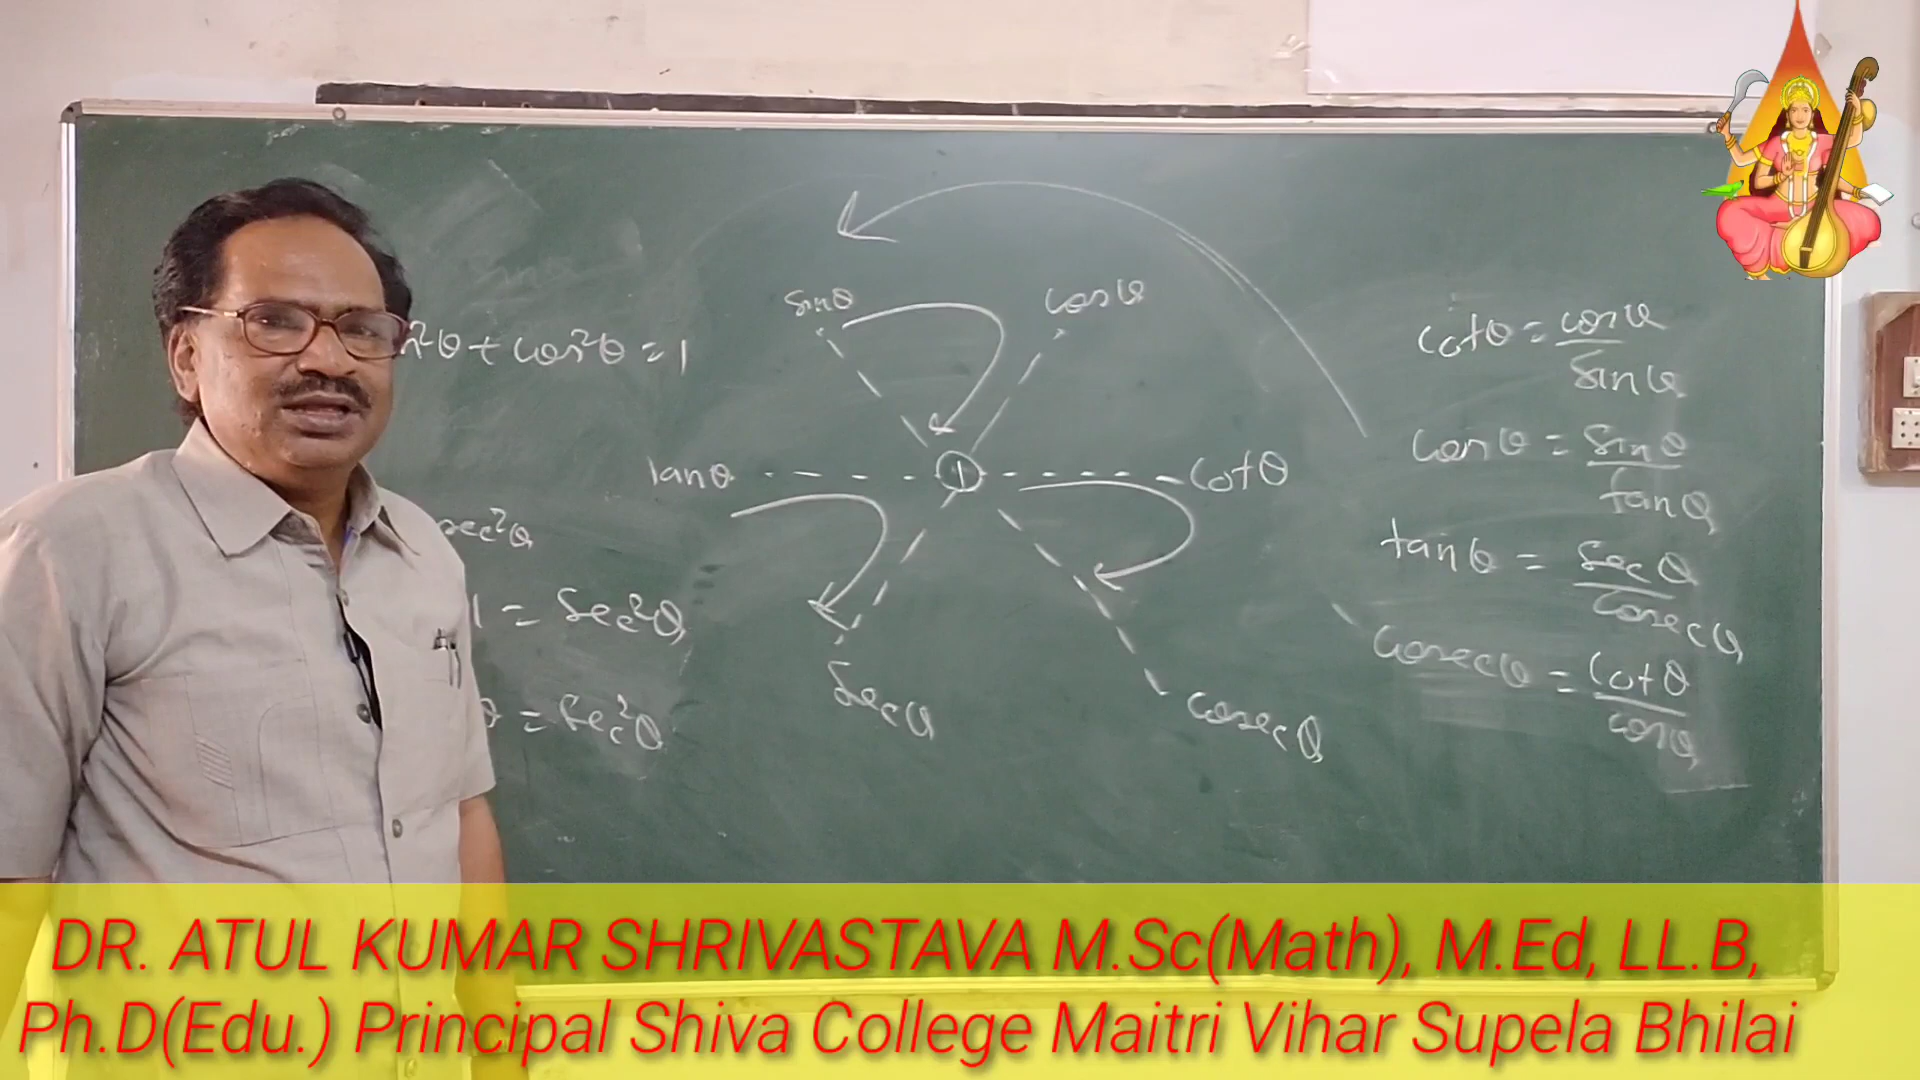 sinθ
cosθ
n²θ + cos²θ = 1
tanθ
1
cotθ
sec²θ
1 = Sec²θ
θ = Sec²θ
Secθ
cosecθ
cotθ = cosθ
sinθ
cosθ = sinθ
tanθ
tanθ = secθ
cosecθ
cosecθ = cotθ
cosθ
DR. ATUL KUMAR SHRIVASTAVA M.Sc(Math), M.Ed, LL.B,
Ph.D(Edu.) Principal Shiva College Maitri Vihar Supela Bhilai